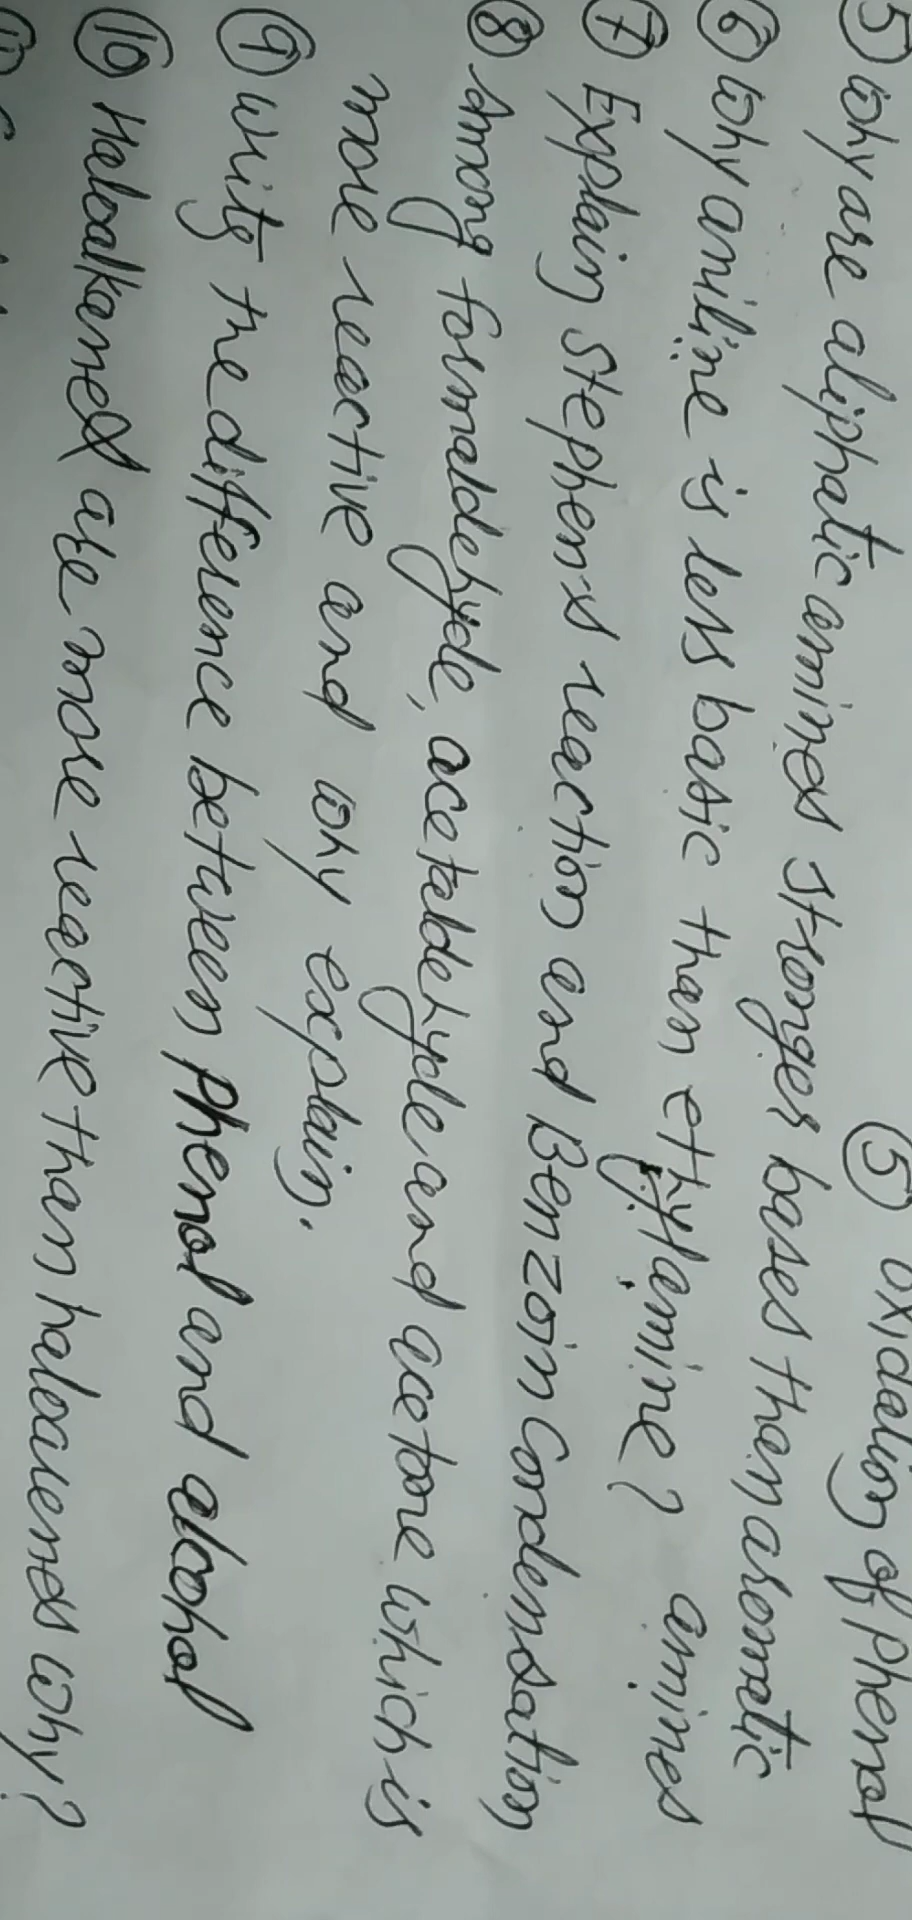 ⑤ oxidation of phenol
⑤ why are aliphatic amines stronger bases than aromatic
amines
⑥ why aniline is less basic than ethylamine?
⑦ Explain stephen's reaction and Benzoin Condensation
⑧ Among formaldehyde, acetaldehyde and acetone which is
more reactive and why explain.
⑨ write the difference between phenol and alcohol
⑩ Haloalkanes are more reactive than haloarenes why?